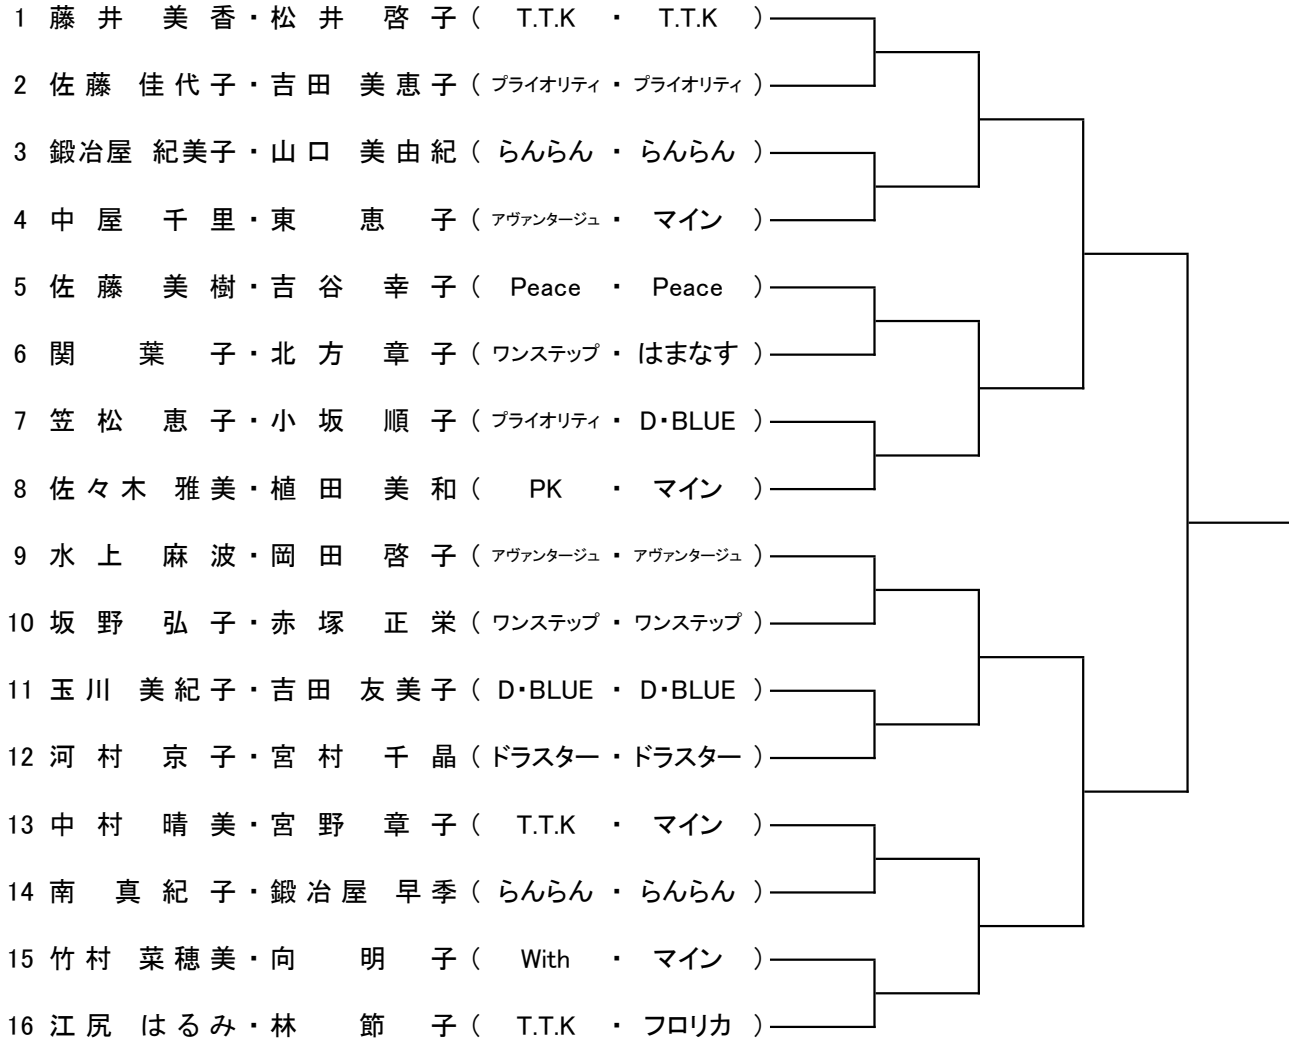 1 藤井 美香・松井 啓子 ( T.T.K ・ T.T.K )
2 佐藤 佳代子・吉田 美恵子 ( プライオリティ ・ プライオリティ )
3 鍛冶屋 紀美子・山口 美由紀 ( らんらん ・ らんらん )
4 中屋 千里・東 恵子 ( アヴァンタージュ ・ マイン )
5 佐藤 美樹・吉谷 幸子 ( Peace ・ Peace )
6 関 葉子・北方 章子 ( ワンステップ ・ はまなす )
7 笠松 恵子・小坂 順子 ( プライオリティ ・ D・BLUE )
8 佐々木 雅美・植田 美和 ( PK ・ マイン )
9 水上 麻波・岡田 啓子 ( アヴァンタージュ ・ アヴァンタージュ )
10 坂野 弘子・赤塚 正栄 ( ワンステップ ・ ワンステップ )
11 玉川 美紀子・吉田 友美子 ( D・BLUE ・ D・BLUE )
12 河村 京子・宮村 千晶 ( ドラスター ・ ドラスター )
13 中村 晴美・宮野 章子 ( T.T.K ・ マイン )
14 南 真紀子・鍛冶屋 早季 ( らんらん ・ らんらん )
15 竹村 菜穂美・向 明子 ( With ・ マイン )
16 江尻 はるみ・林 節子 ( T.T.K ・ フロリカ )